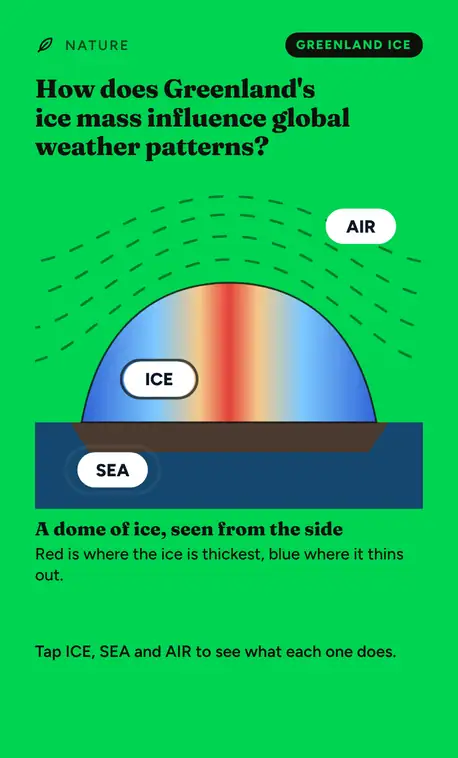 NATURE
GREENLAND ICE
How does Greenland's
ice mass influence global
weather patterns?
AIR
ICE
SEA
A dome of ice, seen from the side
Red is where the ice is thickest, blue where it thins
out.
Tap ICE, SEA and AIR to see what each one does.